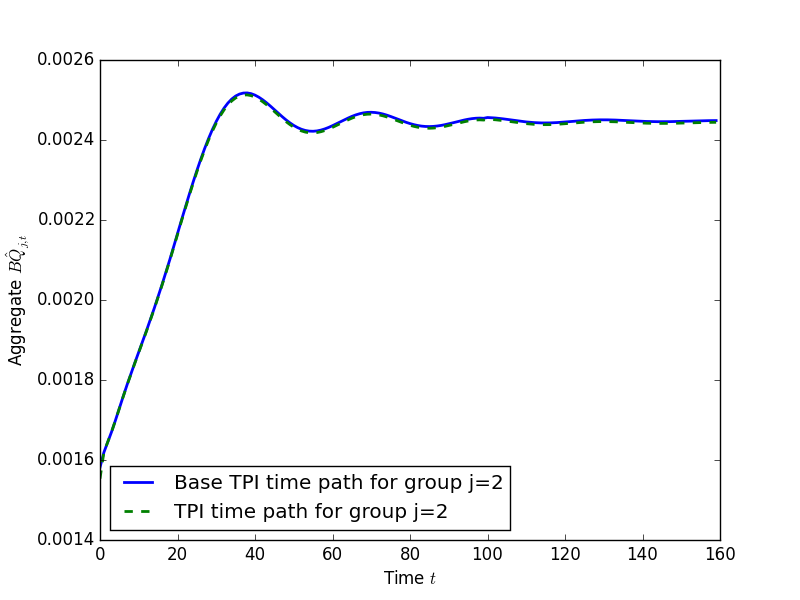 0.0026
0.0024
0.0022
0.0020
0.0018
0.0016
0.0014
Aggregate $\hat{BQ}_{j,t}$
Base TPI time path for group j=2
TPI time path for group j=2
0 20 40 60 80 100 120 140 160
Time t